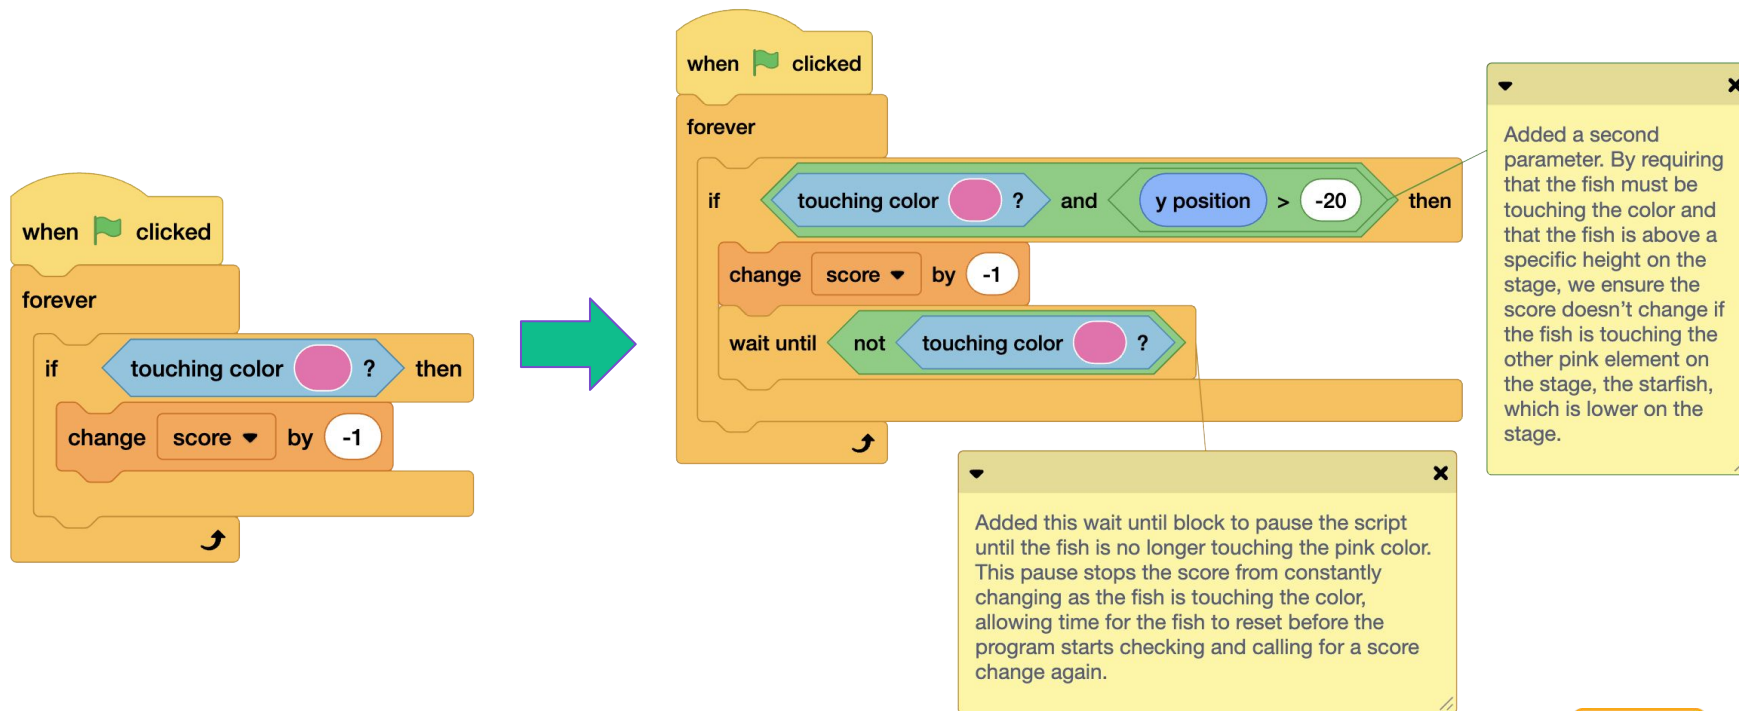 when clicked
forever
if touching color ? then
change score by -1
when clicked
forever
if touching color ? and y position > -20 then
change score by -1
wait until not touching color ?
Added a second
parameter. By requiring
that the fish must be
touching the color and
that the fish is above a
specific height on the
stage, we ensure the
score doesn’t change if
the fish is touching the
other pink element on
the stage, the starfish,
which is lower on the
stage.
Added this wait until block to pause the script
until the fish is no longer touching the pink color.
This pause stops the score from constantly
changing as the fish is touching the color,
allowing time for the fish to reset before the
program starts checking and calling for a score
change again.